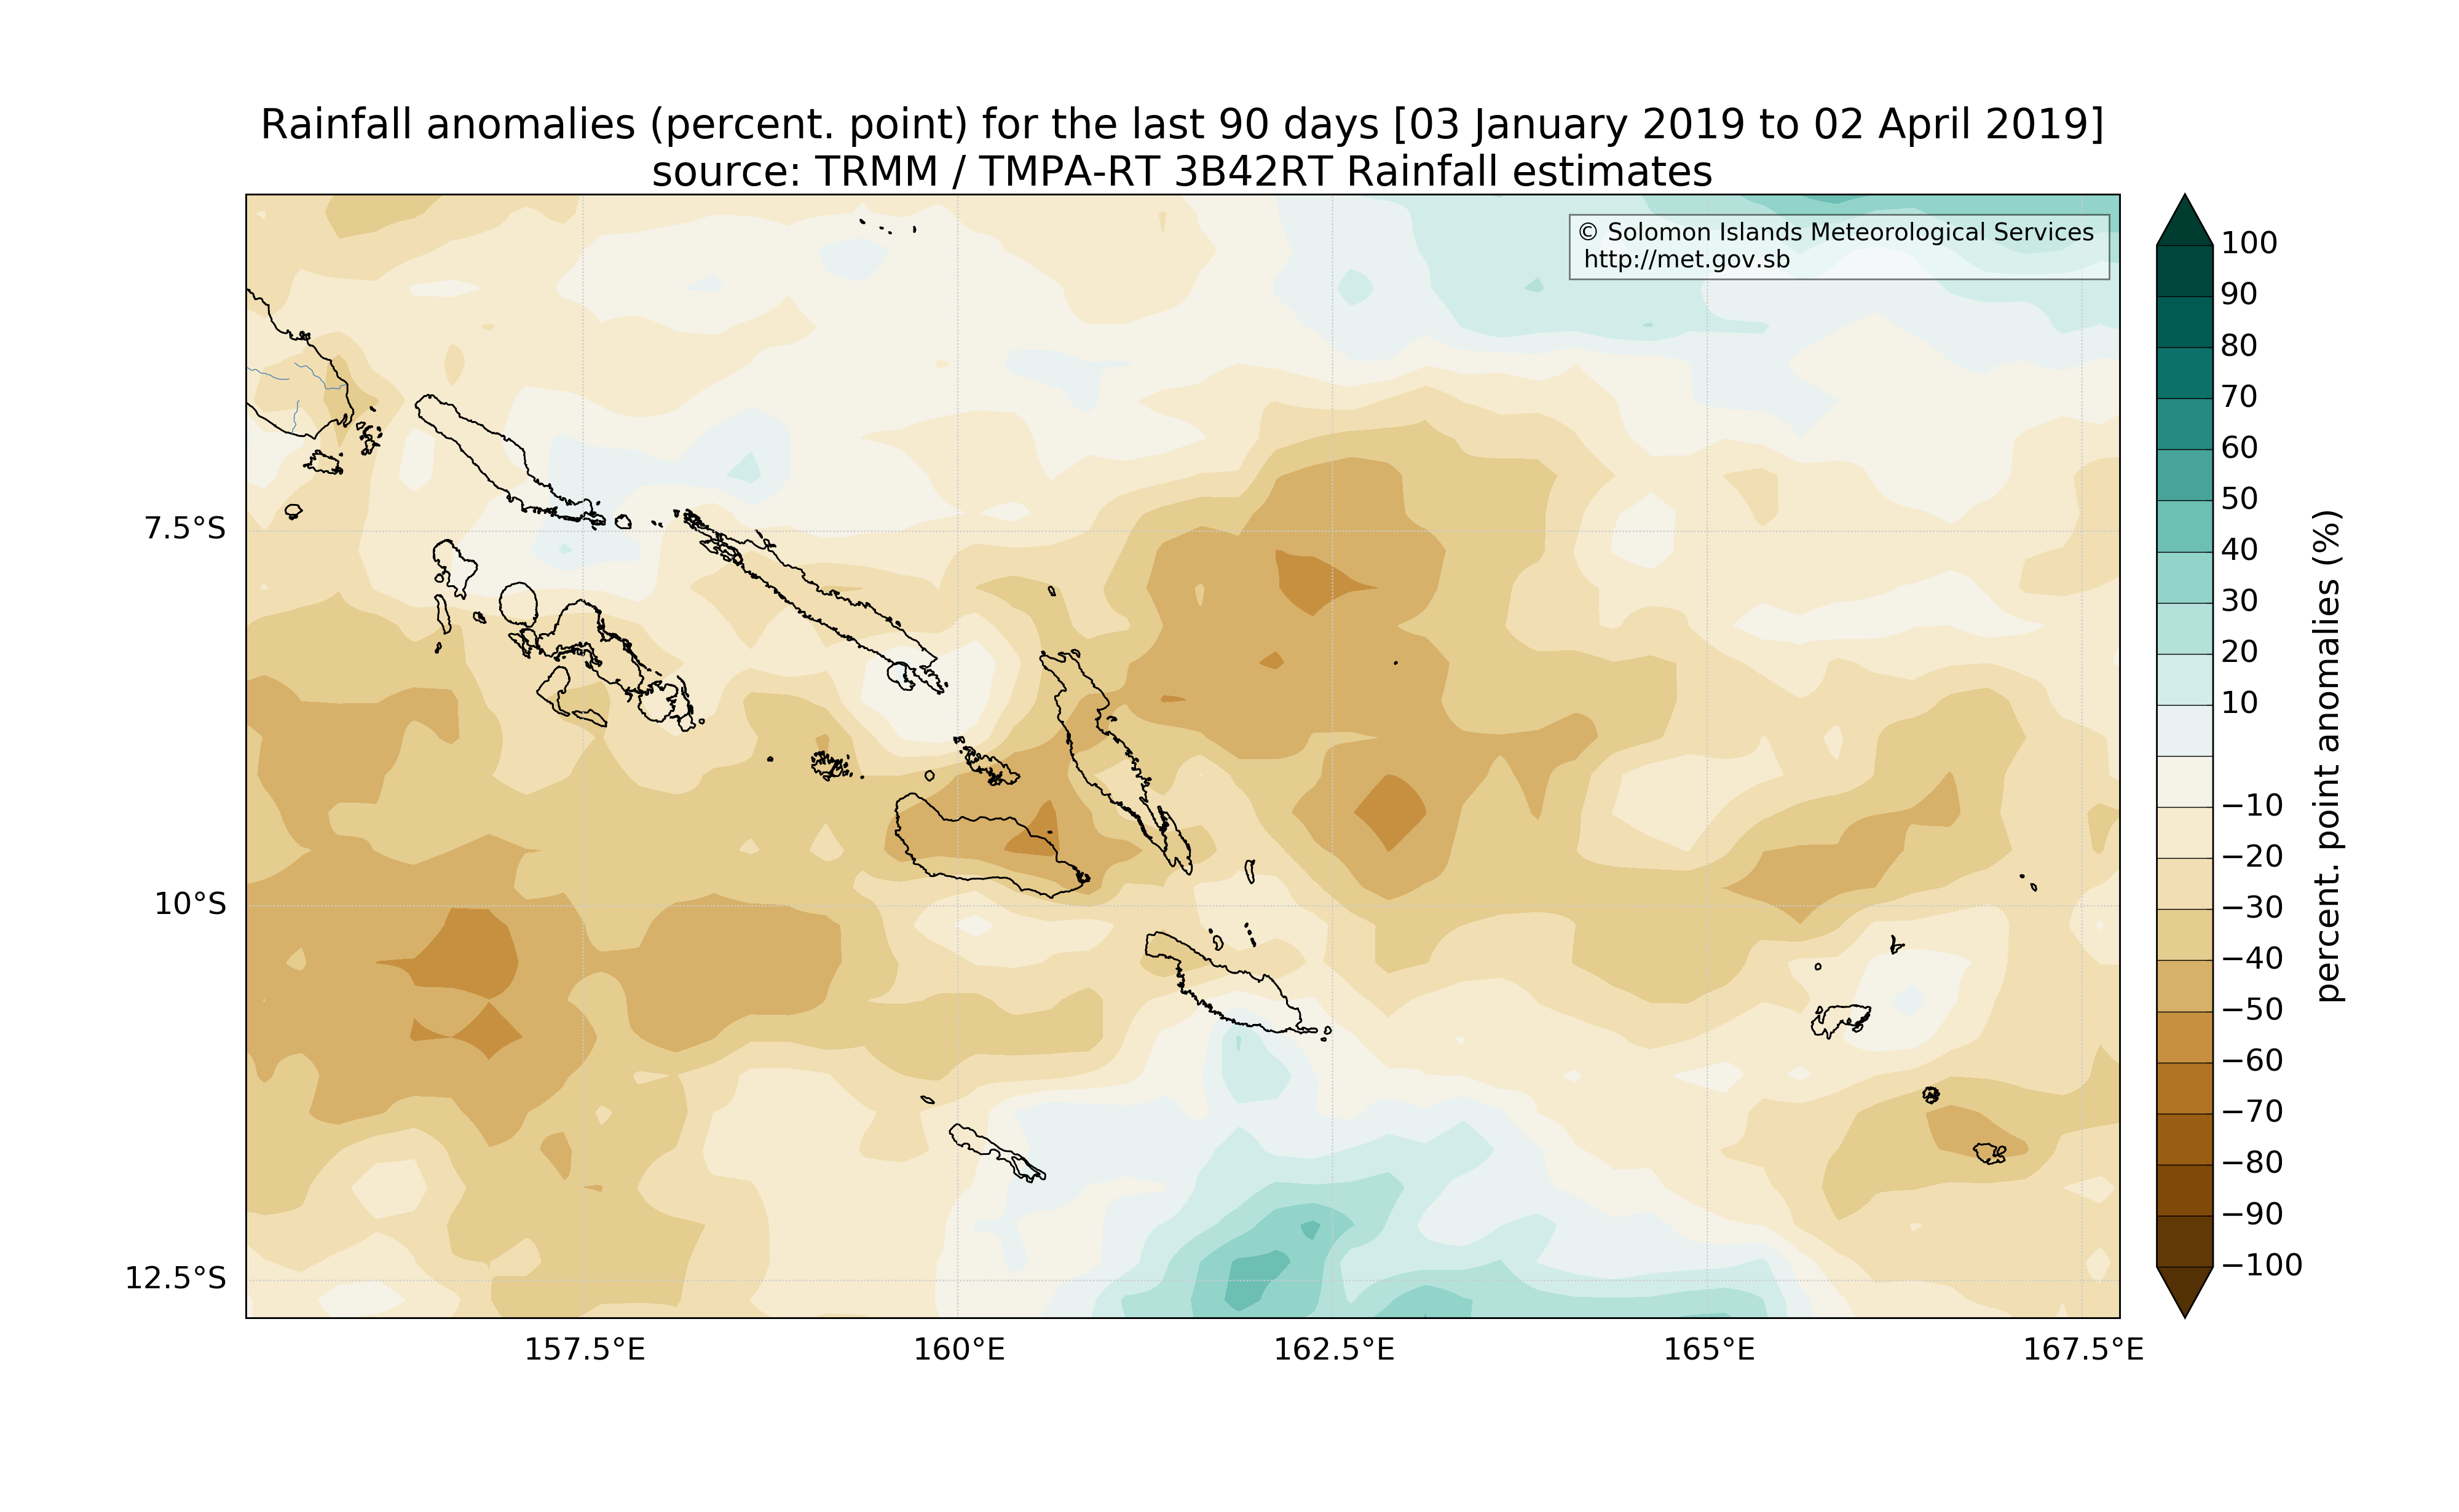 Rainfall anomalies (percent. point) for the last 90 days [03 January 2019 to 02 April 2019]
source: TRMM / TMPA-RT 3B42RT Rainfall estimates
© Solomon Islands Meteorological Services
http://met.gov.sb
7.5°S
10°S
12.5°S
157.5°E
160°E
162.5°E
165°E
167.5°E
100
90
80
70
60
50
40
30
20
10
−10
−20
−30
−40
−50
−60
−70
−80
−90
−100
percent. point anomalies (%)